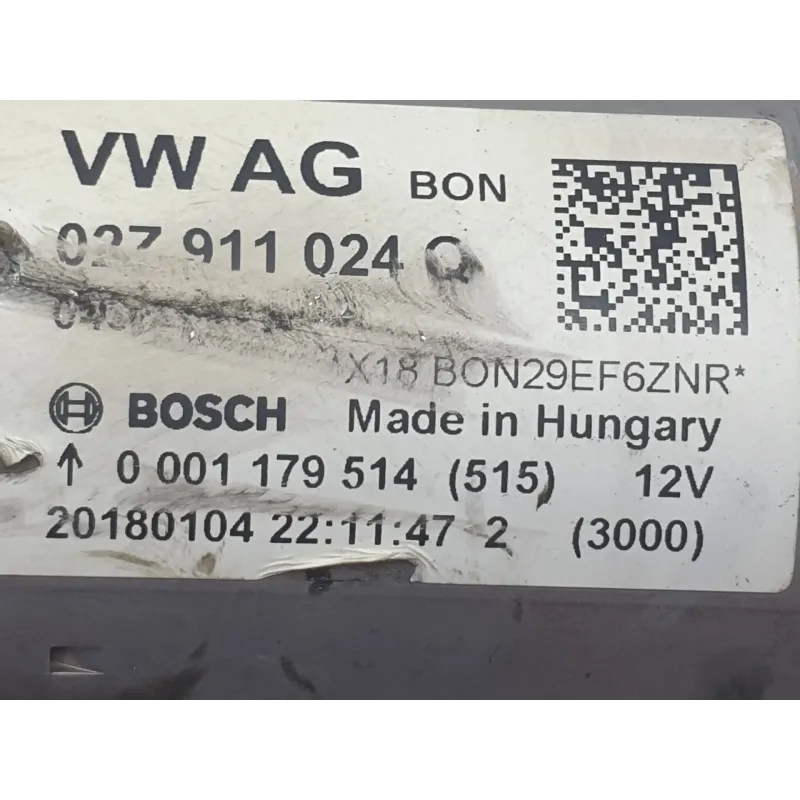 VW AG BON
02Z 911 024
X18 BON29EF6ZNR*
BOSCH Made in Hungary
↑ 0 001 179 514 (515) 12V
20180104 22:11:47 2 (3000)